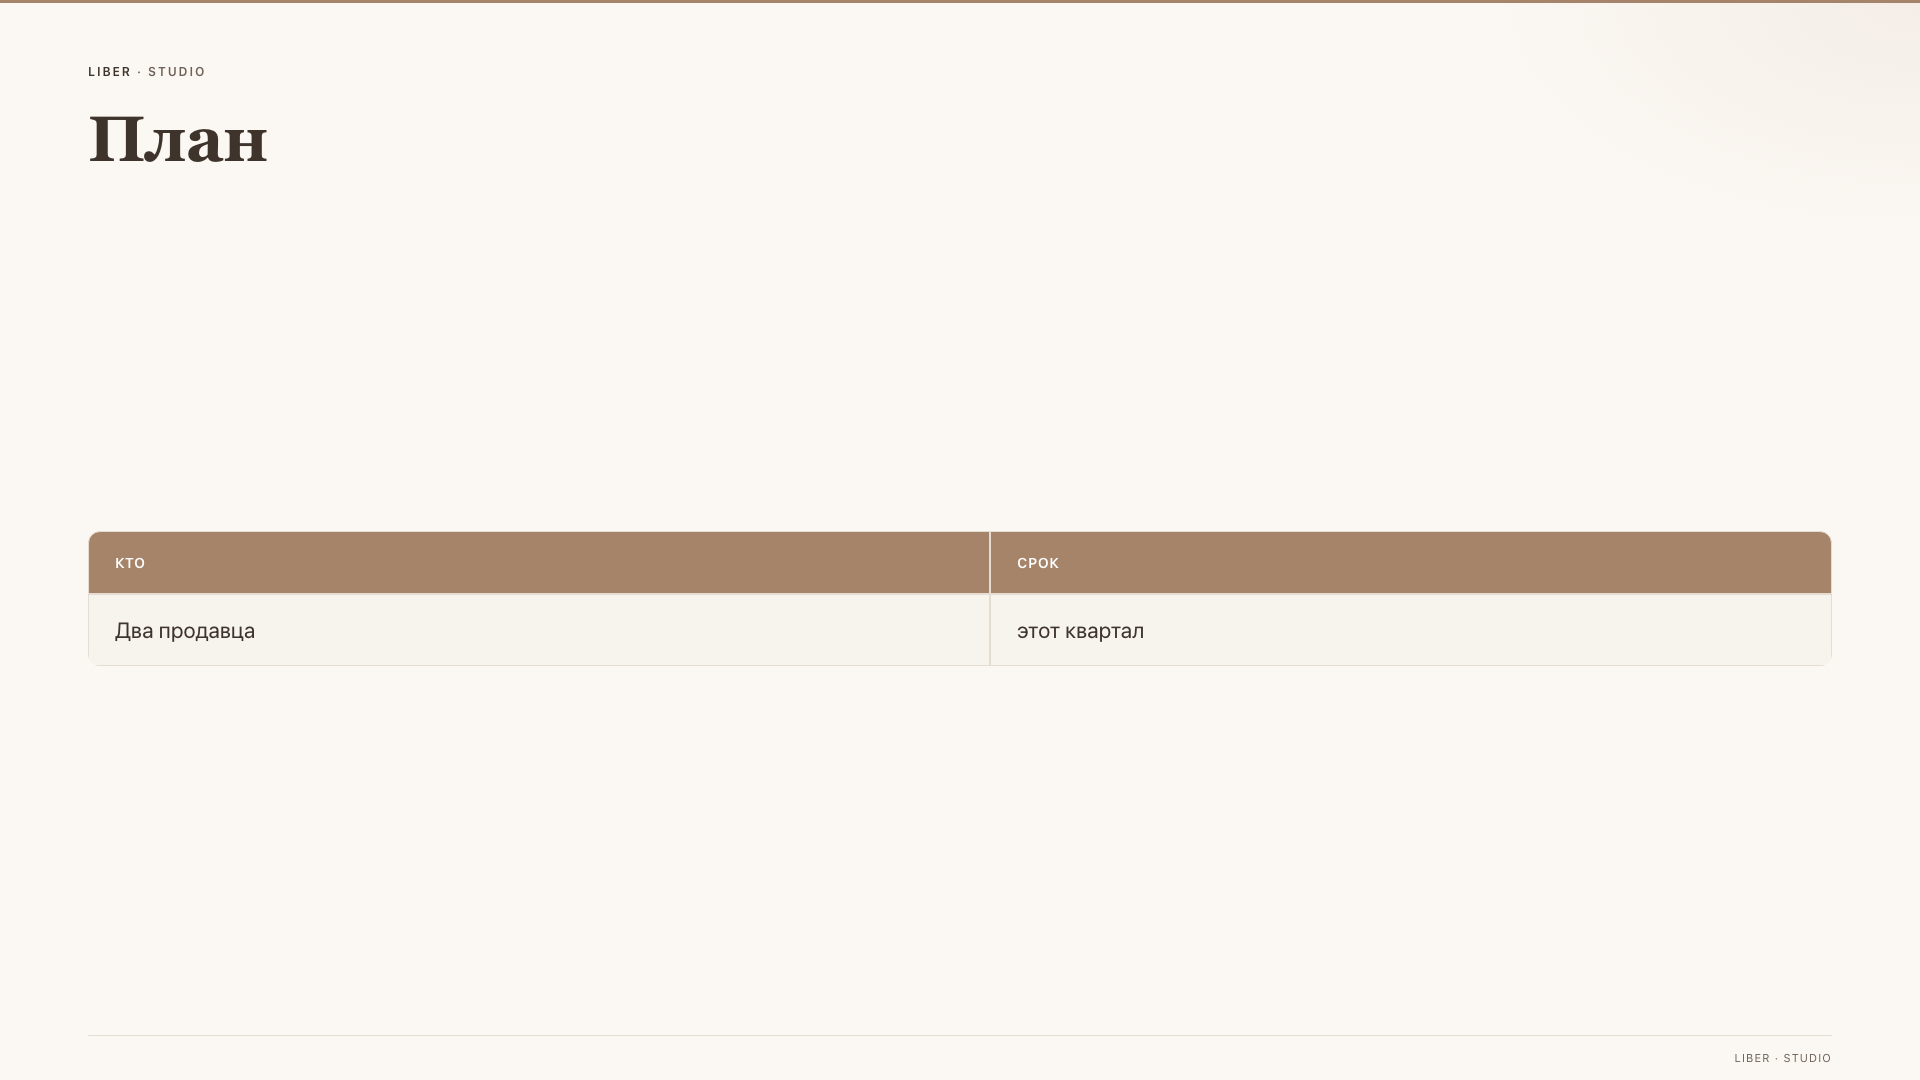 LIBER · STUDIO
План
КТО
СРОК
Два продавца
этот квартал
LIBER · STUDIO